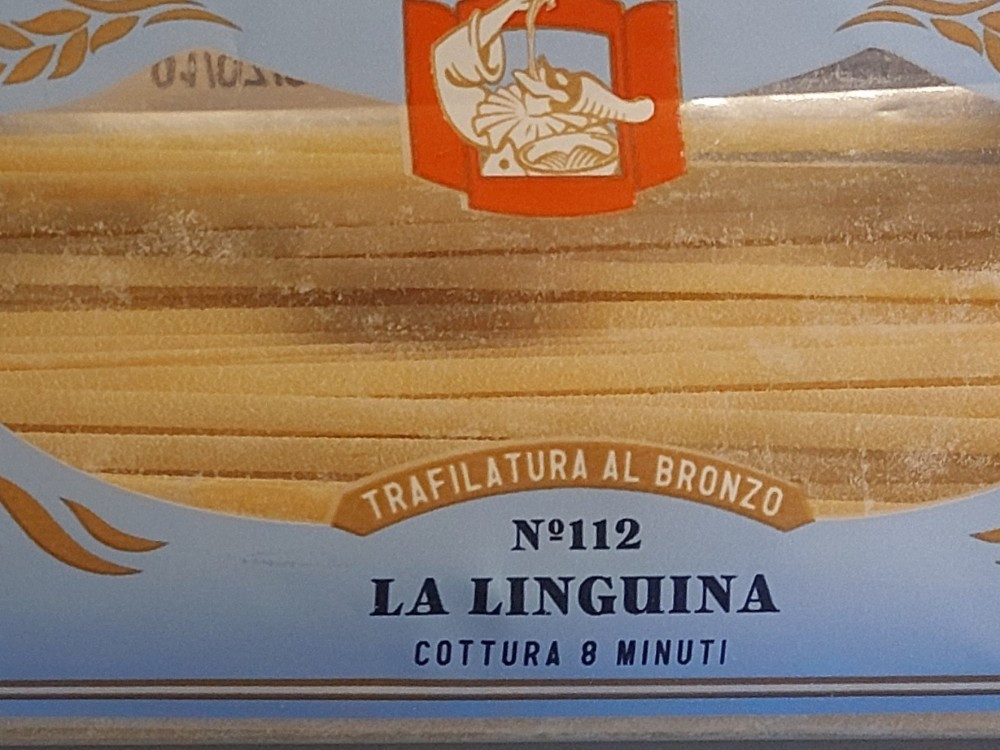 TRAFILATURA AL BRONZO
Nº112
LA LINGUINA
COTTURA 8 MINUTI